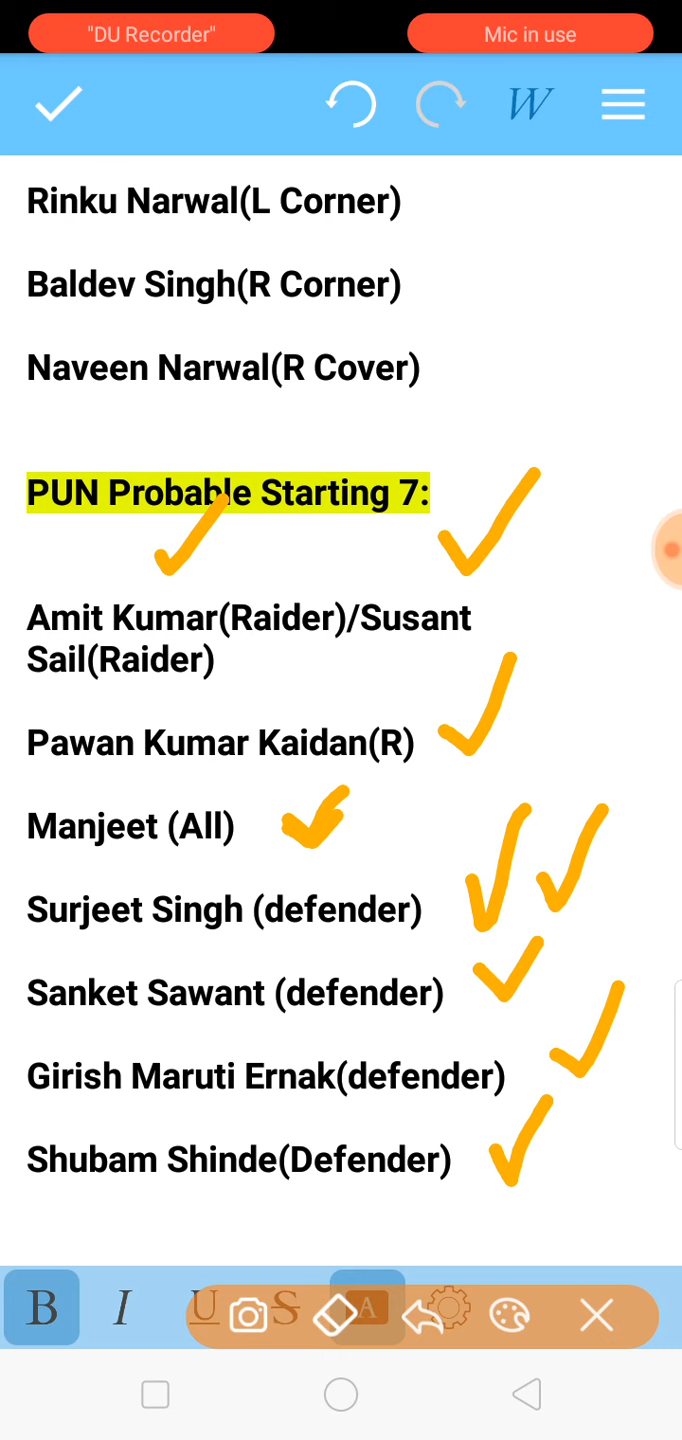 "DU Recorder" Mic in use
W
Rinku Narwal(L Corner)
Baldev Singh(R Corner)
Naveen Narwal(R Cover)
PUN Probable Starting 7:
Amit Kumar(Raider)/Susant
Sail(Raider)
Pawan Kumar Kaidan(R)
Manjeet (All)
Surjeet Singh (defender)
Sanket Sawant (defender)
Girish Maruti Ernak(defender)
Shubam Shinde(Defender)
B I U S A